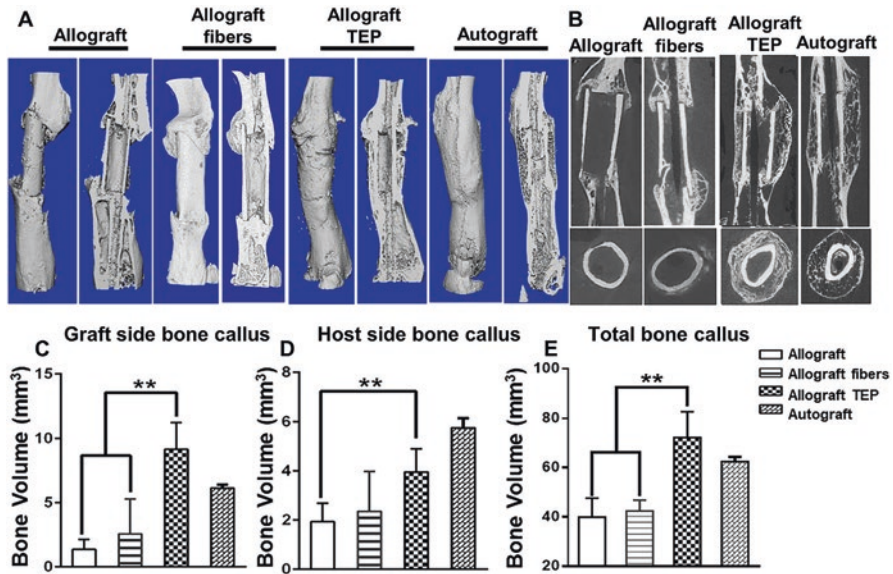 A
Allograft
Allograft
fibers
Allograft
TEP
Autograft
B
Allograft
Allograft
fibers
Allograft
TEP
Autograft
C
Graft side bone callus
Bone Volume (mm³)
15
10
5
0
**
D
Host side bone callus
Bone Volume (mm³)
8
6
4
2
0
**
E
Total bone callus
Bone Volume (mm³)
100
80
60
40
20
**
Allograft
Allograft fibers
Allograft TEP
Autograft